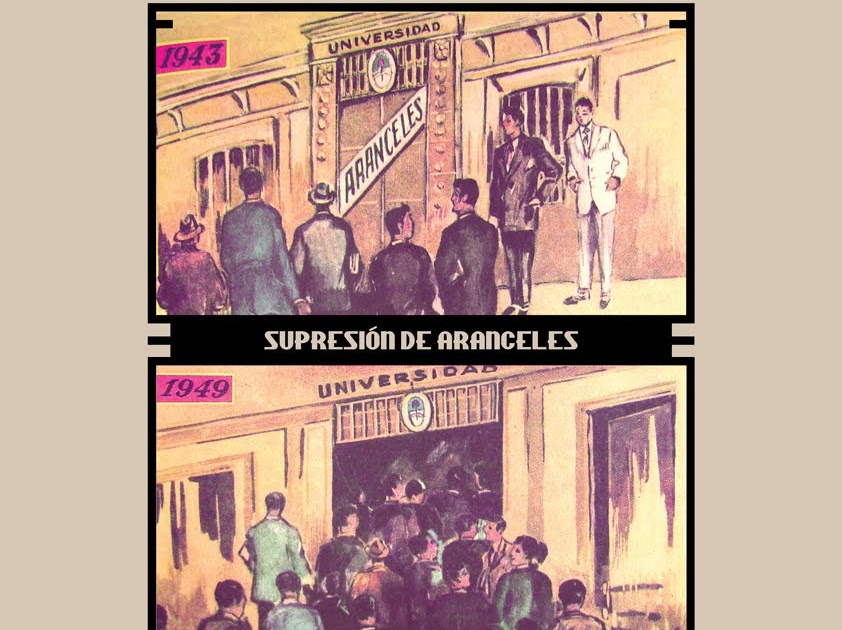 1943
UNIVERSIDAD
ARANCELES
SUPRESIÓN DE ARANCELES
1949
UNIVERSIDAD